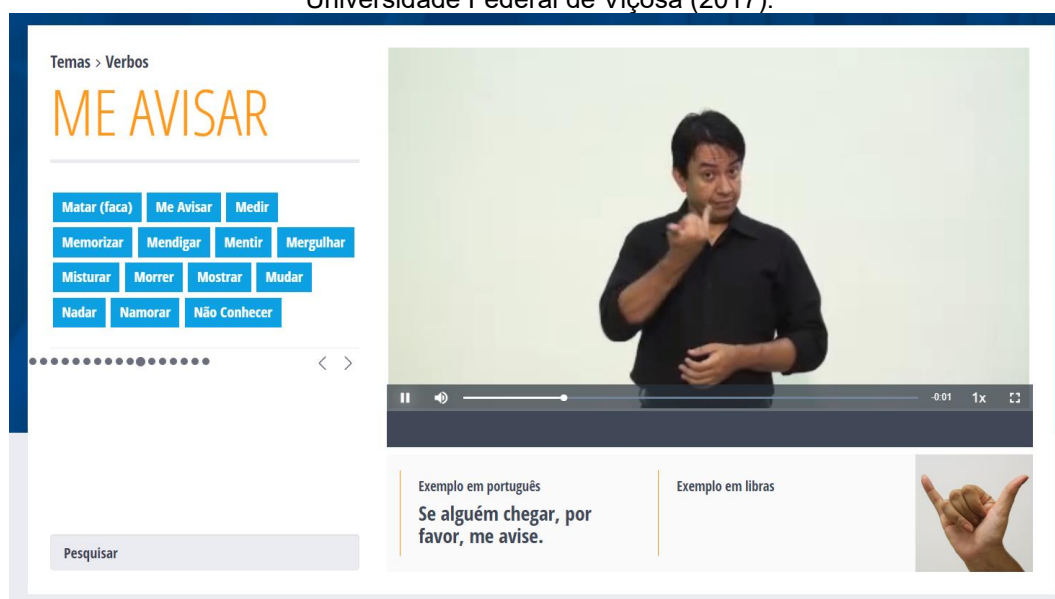 Universidade Federal de Viçosa (2017).
Temas > Verbos
ME AVISAR
Matar (faca) Me Avisar Medir
Memorizar Mendigar Mentir Mergulhar
Misturar Morrer Mostrar Mudar
Nadar Namorar Não Conhecer
Pesquisar
-0:01 1x
Exemplo em português
Se alguém chegar, por
favor, me avise.
Exemplo em libras